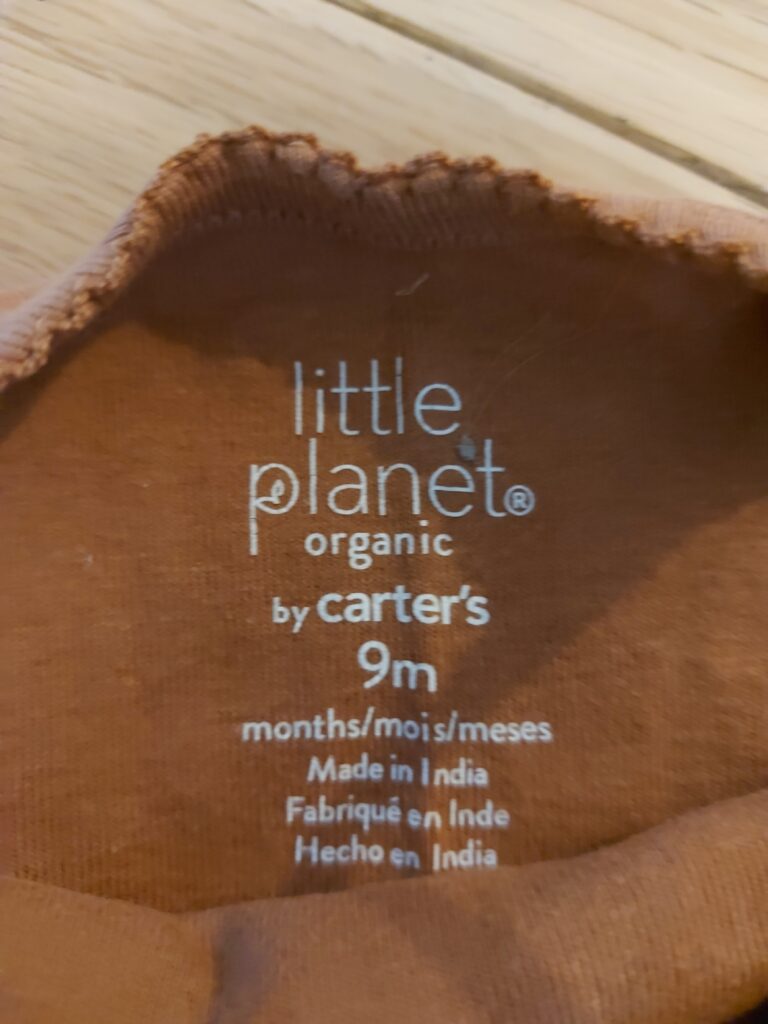 little
planet®
organic
by carter's
9m
months/mois/meses
Made in India
Fabriqué en Inde
Hecho en India